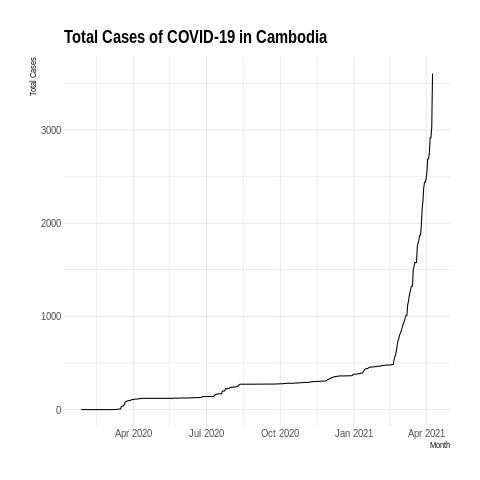 Total Cases of COVID-19 in Cambodia
Total Cases
3000
2000
1000
0
Apr 2020 Jul 2020 Oct 2020 Jan 2021 Apr 2021
Month